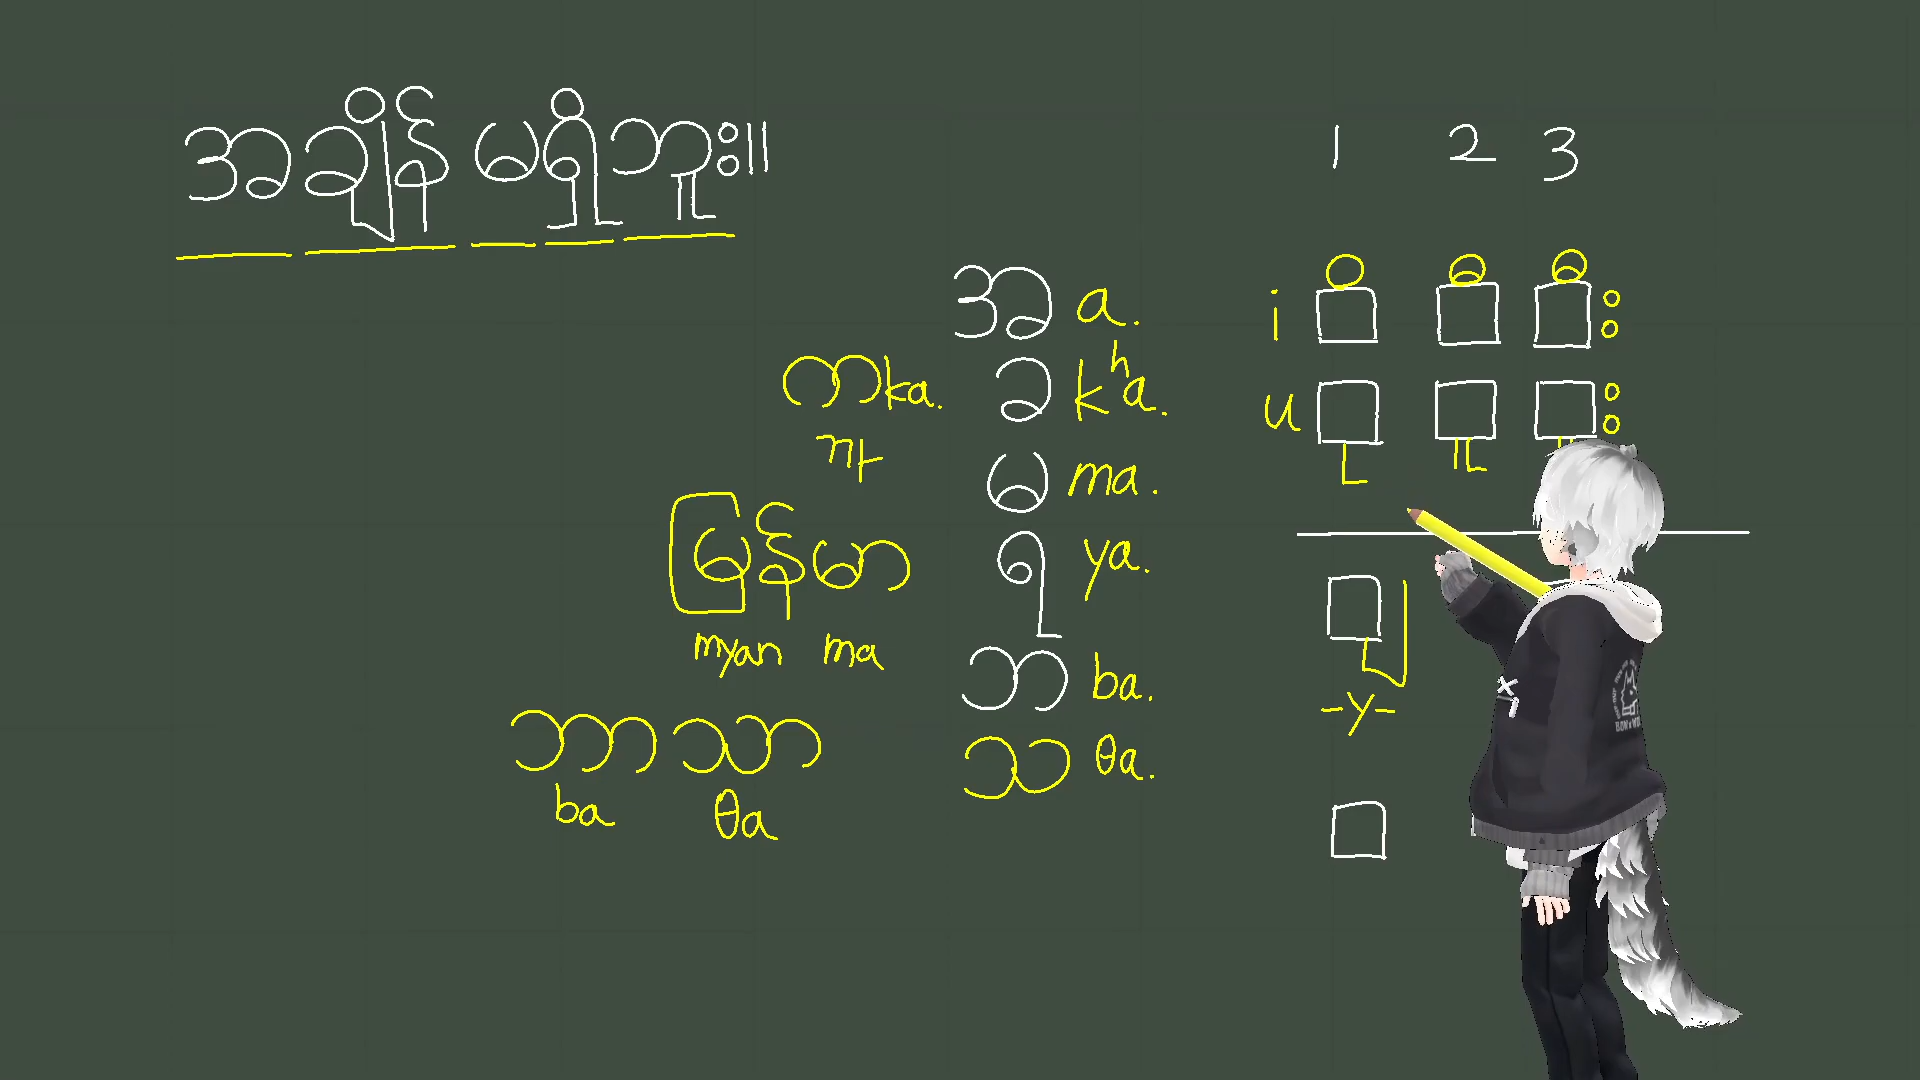 အချိန် မရှိဘူး။
1 2 3
အ a.
i
က ka.
ခ kʰa.
u
까
မ ma.
မြန်မာ
ရ ya.
myan ma
ဘ ba.
-y-
ဘာသာ
သ θa.
ba θa